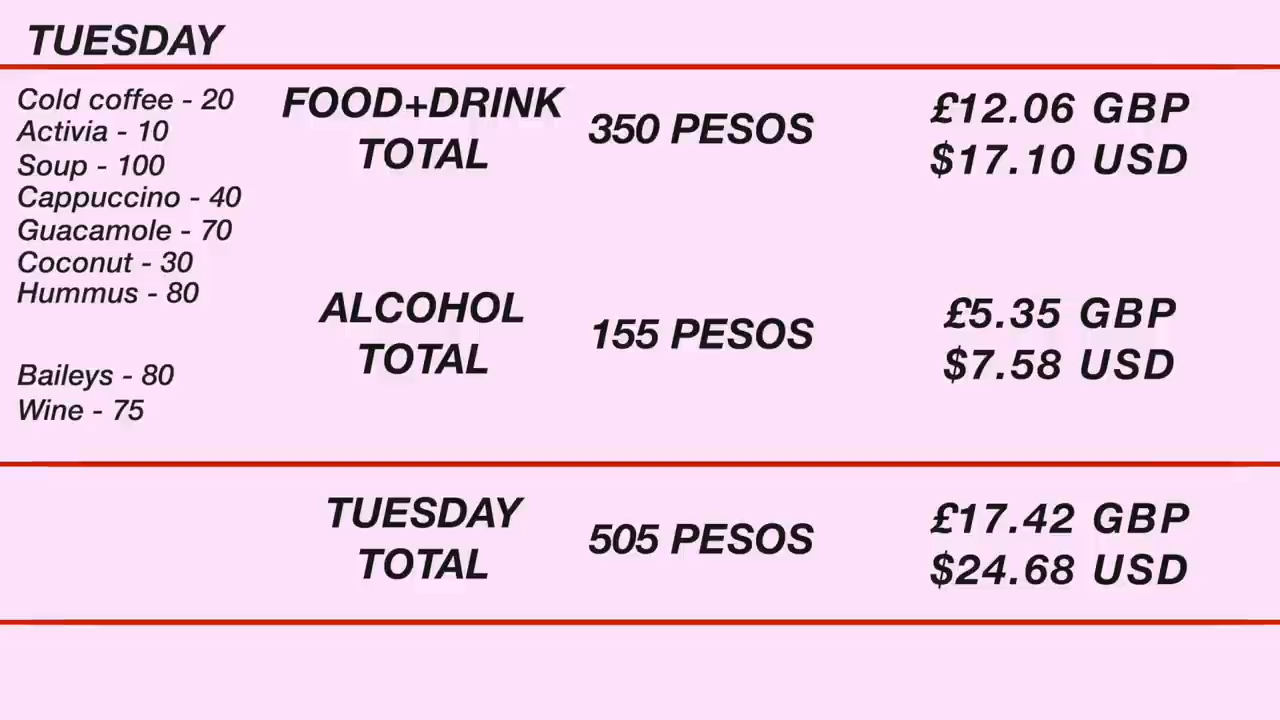 TUESDAY
Cold coffee - 20
Activia - 10
Soup - 100
Cappuccino - 40
Guacamole - 70
Coconut - 30
Hummus - 80
Baileys - 80
Wine - 75
FOOD+DRINK
TOTAL
350 PESOS
£12.06 GBP
$17.10 USD
ALCOHOL
TOTAL
155 PESOS
£5.35 GBP
$7.58 USD
TUESDAY
TOTAL
505 PESOS
£17.42 GBP
$24.68 USD